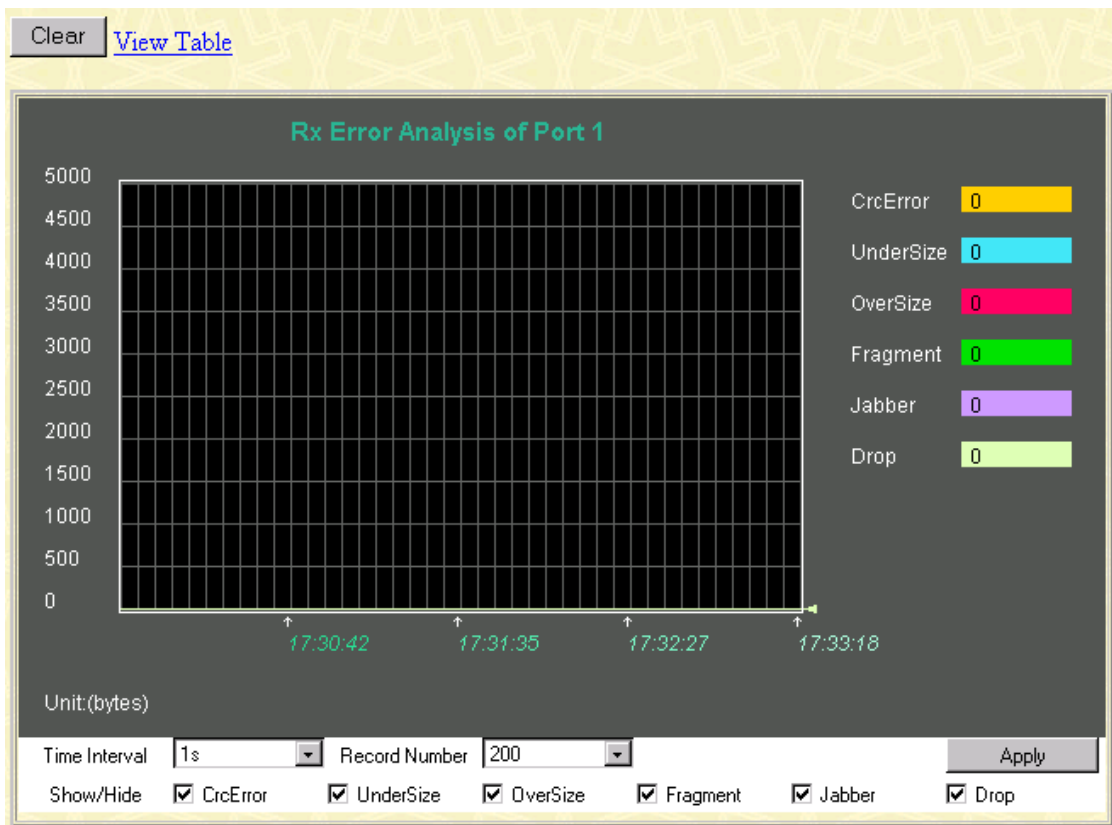 Clear View Table
Rx Error Analysis of Port 1
5000
4500
4000
3500
3000
2500
2000
1500
1000
500
0
CrcError 0
UnderSize 0
OverSize 0
Fragment 0
Jabber 0
Drop 0
17:30:42 17:31:35 17:32:27 17:33:18
Unit:(bytes)
Time Interval 1s Record Number 200 Apply
Show/Hide CrcError UnderSize OverSize Fragment Jabber Drop